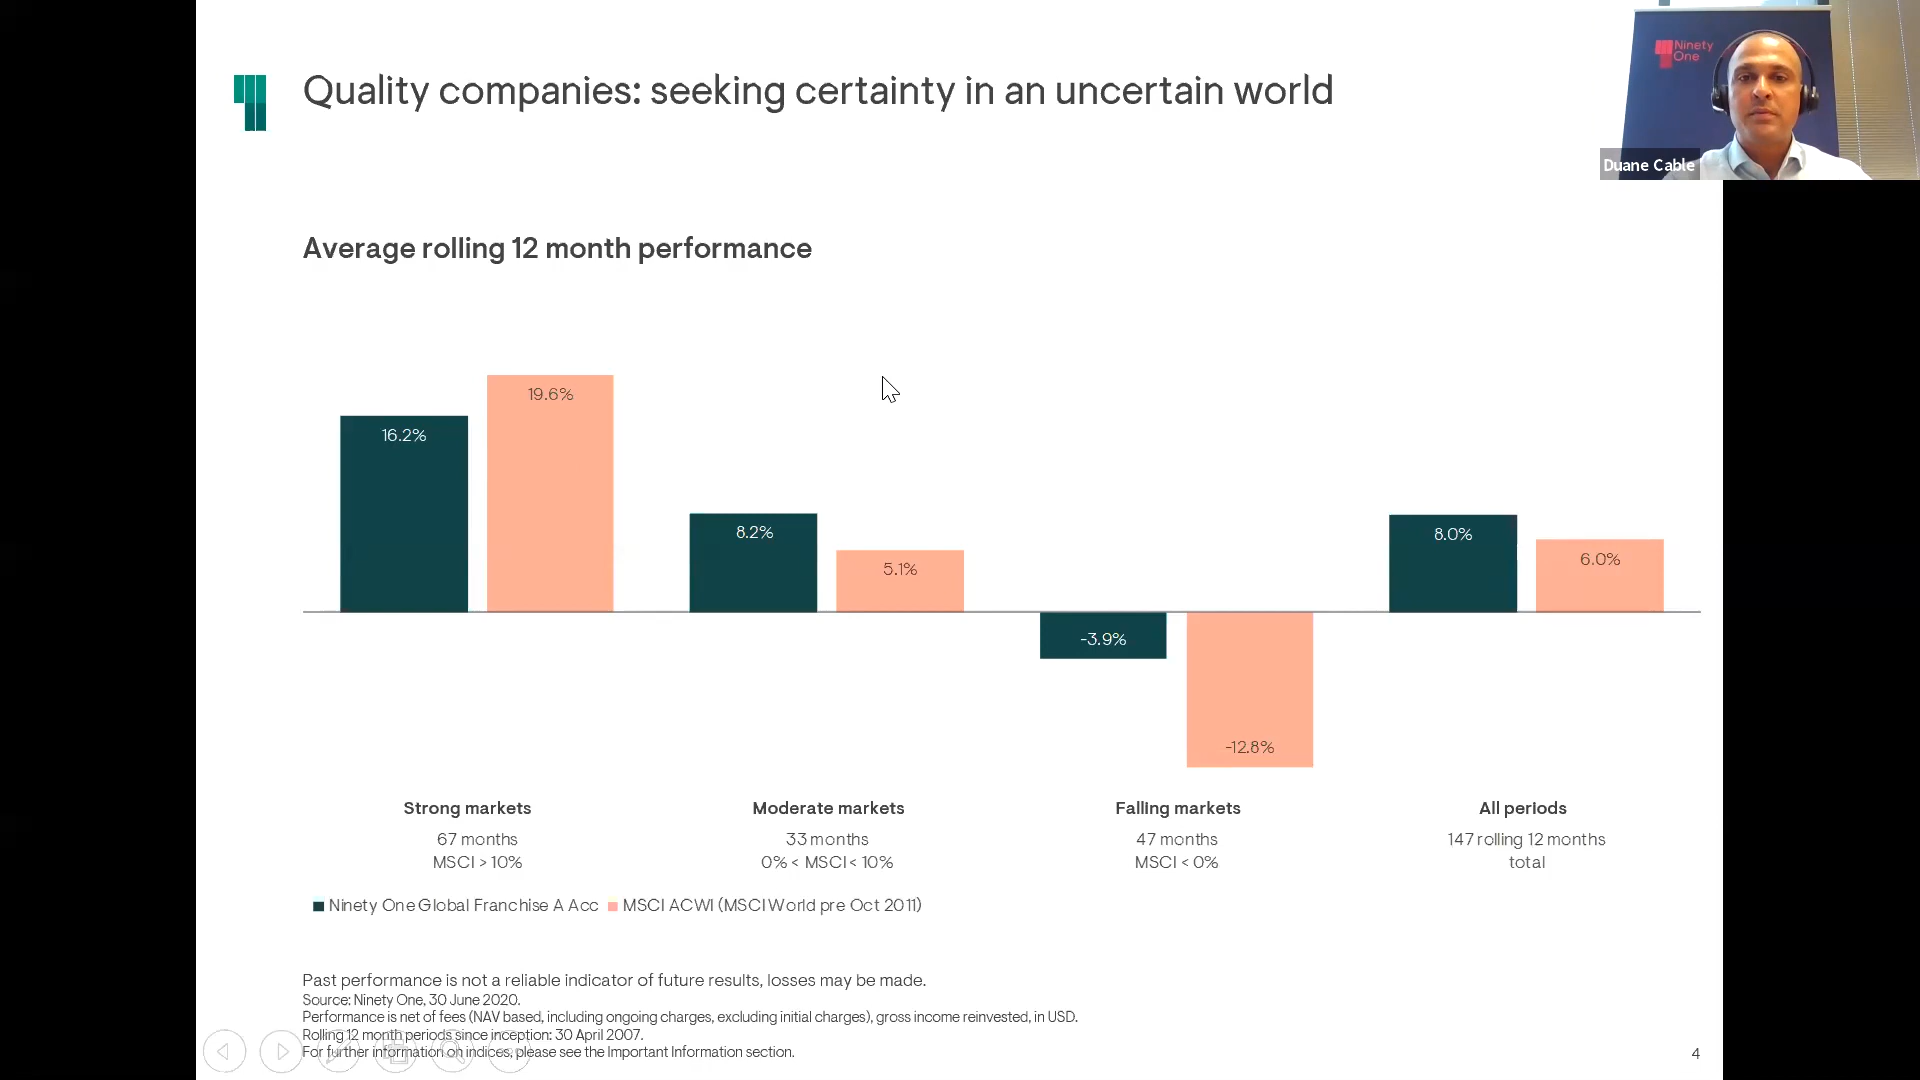 Quality companies: seeking certainty in an uncertain world
Ninety
One
Duane Cable
Average rolling 12 month performance
19.6%
16.2%
8.2%
5.1%
8.0%
6.0%
-3.9%
-12.8%
Strong markets
67 months
MSCI > 10%
Moderate markets
33 months
0% < MSCI < 10%
Falling markets
47 months
MSCI < 0%
All periods
147 rolling 12 months
total
Ninety One Global Franchise A Acc
MSCI ACWI (MSCI World pre Oct 2011)
Past performance is not a reliable indicator of future results, losses may be made.
Source: Ninety One, 30 June 2020.
Performance is net of fees (NAV based, including ongoing charges, excluding initial charges), gross income reinvested, in USD.
Rolling 12 month periods since inception: 30 April 2007.
For further information on indices, please see the Important Information section.
4